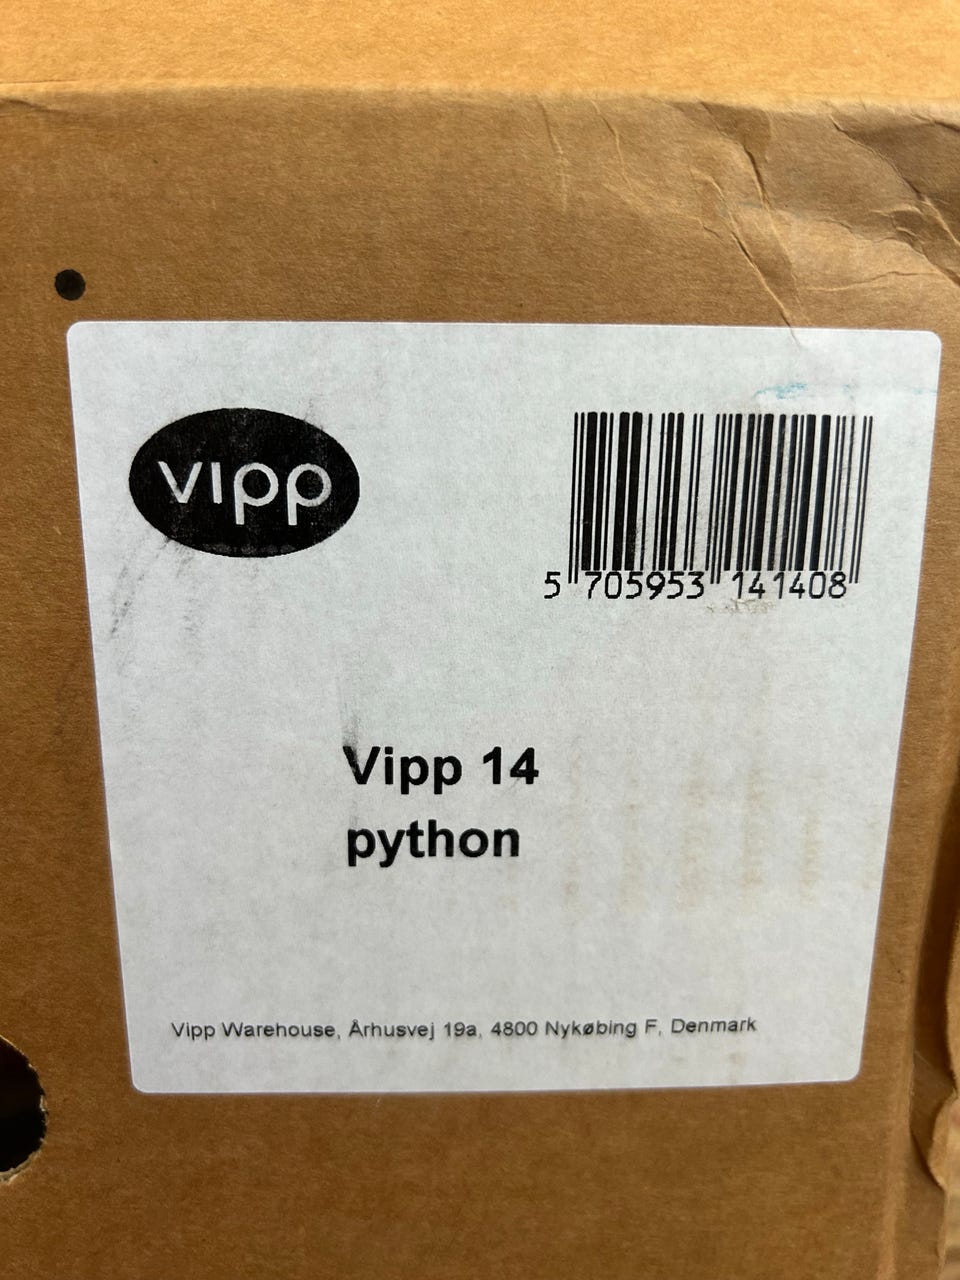 vipp
5 705953 141408
Vipp 14
python
Vipp Warehouse, Århusvej 19a, 4800 Nykøbing F, Denmark